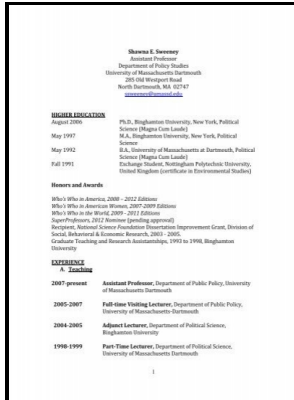 Shawna E. Sweeney
Assistant Professor
Department of Policy Studies
University of Massachusetts Dartmouth
285 Old Westport Road
North Dartmouth, MA 02747
ssweeney@umassd.edu
HIGHER EDUCATION
August 2006 Ph.D., Binghamton University, New York, Political
Science (Magna Cum Laude)
May 1997 M.A., Binghamton University, New York, Political
Science
May 1992 B.A., University of Massachusetts at Dartmouth, Political
Science (Magna Cum Laude)
Fall 1991 Exchange Student, Nottingham Polytechnic University,
United Kingdom (certificate in Environmental Studies)
Honors and Awards
Who's Who in America, 2008 – 2012 Editions
Who's Who in American Women, 2007-2009 Editions
Who's Who in the World, 2009 - 2011 Editions
SuperProfessors, 2012 Nominee (pending approval)
Recipient, National Science Foundation Dissertation Improvement Grant, Division of
Social, Behavioral & Economic Research, 2003 – 2005.
Graduate Teaching and Research Assistantships, 1993 to 1998, Binghamton
University
EXPERIENCE
A. Teaching
2007-present Assistant Professor, Department of Public Policy, University
of Massachusetts Dartmouth
2005-2007 Full-time Visiting Lecturer, Department of Public Policy,
University of Massachusetts-Dartmouth
2004-2005 Adjunct Lecturer, Department of Political Science,
Binghamton University
1998-1999 Part-Time Lecturer, Department of Political Science,
University of Massachusetts Dartmouth
1